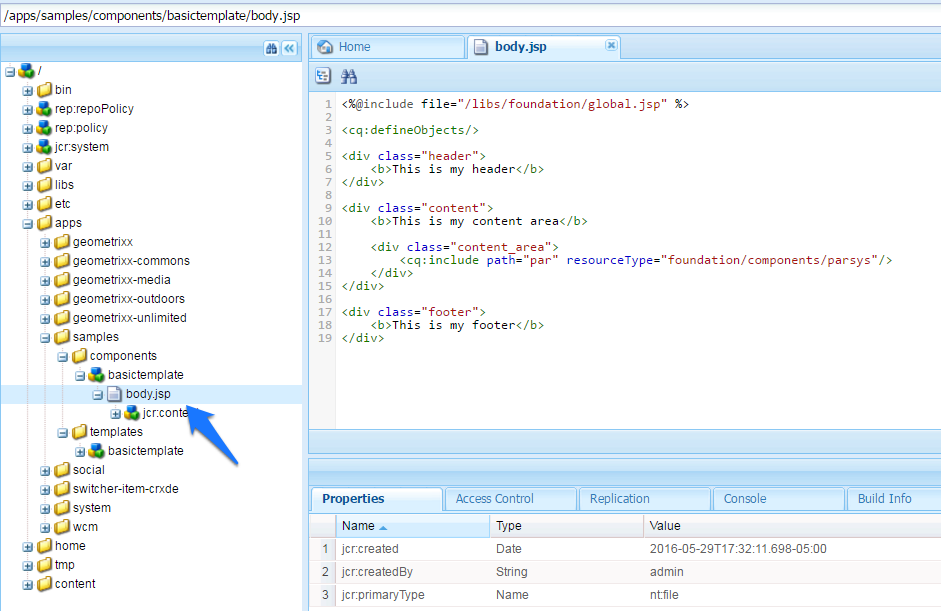 /apps/samples/components/basictemplate/body.jsp
/
bin
rep:repoPolicy
rep:policy
jcr:system
var
libs
etc
apps
geometrixx
geometrixx-commons
geometrixx-media
geometrixx-outdoors
geometrixx-unlimited
samples
components
basictemplate
body.jsp
jcr:conte
templates
basictemplate
social
switcher-item-crxde
system
wcm
home
tmp
content
Home
body.jsp
1 <%@include file="/libs/foundation/global.jsp" %>
2
3 <cq:defineObjects/>
4
5 <div class="header">
6     <b>This is my header</b>
7 </div>
8
9 <div class="content">
10     <b>This is my content area</b>
11
12     <div class="content_area">
13         <cq:include path="par" resourceType="foundation/components/parsys"/>
14     </div>
15 </div>
16
17 <div class="footer">
18     <b>This is my footer</b>
19 </div>
Properties Access Control Replication Console Build Info
Name Type Value
1 jcr:created Date 2016-05-29T17:32:11.698-05:00
2 jcr:createdBy String admin
3 jcr:primaryType Name nt:file